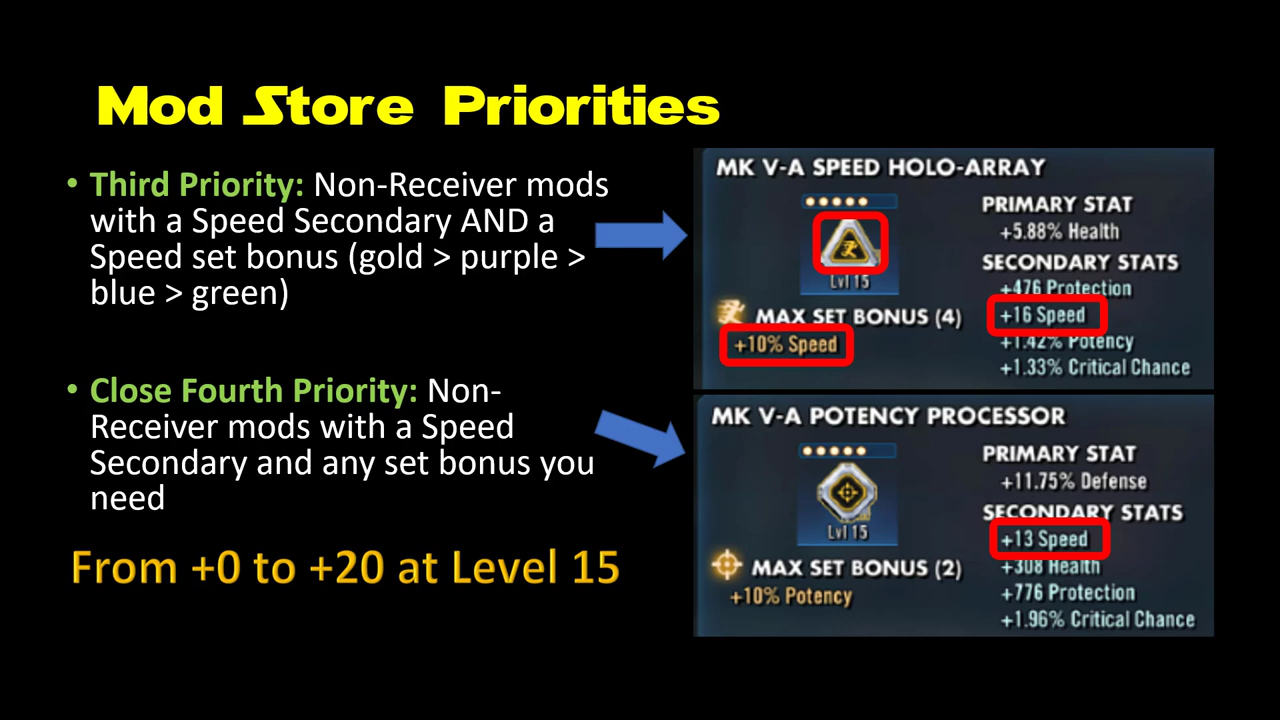 Mod Store Priorities
• Third Priority: Non-Receiver mods
with a Speed Secondary AND a
Speed set bonus (gold > purple >
blue > green)
• Close Fourth Priority: Non-
Receiver mods with a Speed
Secondary and any set bonus you
need
From +0 to +20 at Level 15
MK V-A SPEED HOLO-ARRAY
Lvl 15
MAX SET BONUS (4)
+10% Speed
PRIMARY STAT
+5.88% Health
SECONDARY STATS
+476 Protection
+16 Speed
+1.42% Potency
+1.33% Critical Chance
MK V-A POTENCY PROCESSOR
Lvl 15
MAX SET BONUS (2)
+10% Potency
PRIMARY STAT
+11.75% Defense
SECONDARY STATS
+13 Speed
+308 Health
+776 Protection
+1.96% Critical Chance